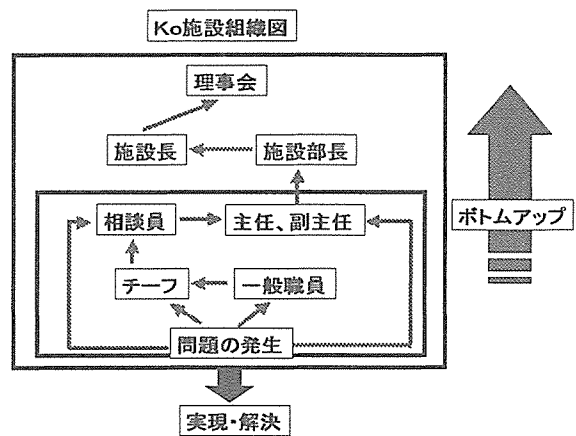 Ko施設組織図
理事会
施設長
施設部長
相談員
主任、副主任
ボトムアップ
チーフ
一般職員
問題の発生
実現・解決